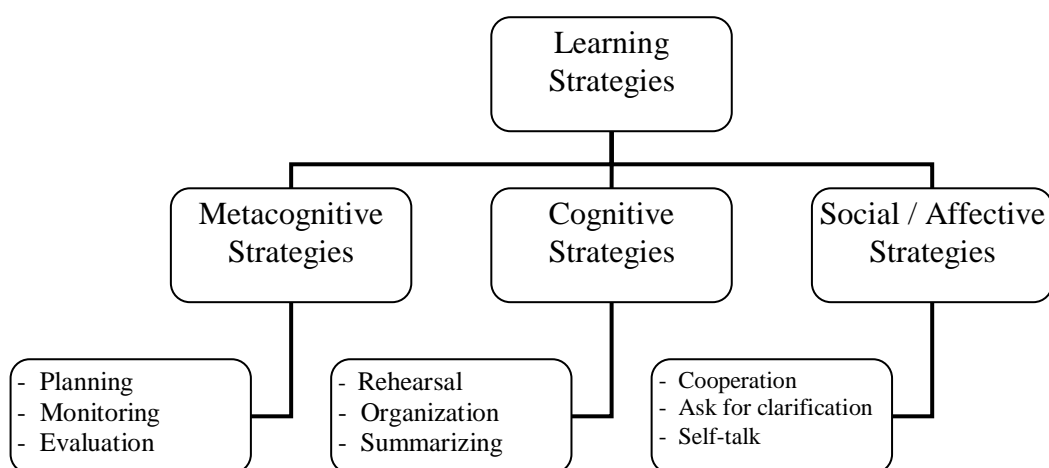 Learning
Strategies
Metacognitive
Strategies
Cognitive
Strategies
Social / Affective
Strategies
- Planning
- Monitoring
- Evaluation
- Rehearsal
- Organization
- Summarizing
- Cooperation
- Ask for clarification
- Self-talk